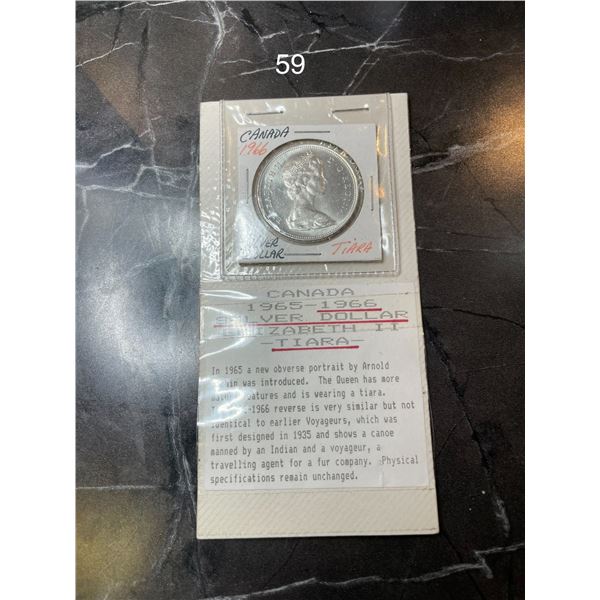 59
CANADA
1966
DOLLAR
TIARA
CANADA
1965-1966
SILVER DOLLAR
ELIZABETH II
-TIARA-
In 1965 a new obverse portrait by Arnold
was introduced. The Queen has more
features and is wearing a tiara.
-1966 reverse is very similar but not
identical to earlier Voyageurs, which was
first designed in 1935 and shows a canoe
manned by an Indian and a voyageur, a
travelling agent for a fur company. Physical
specifications remain unchanged.